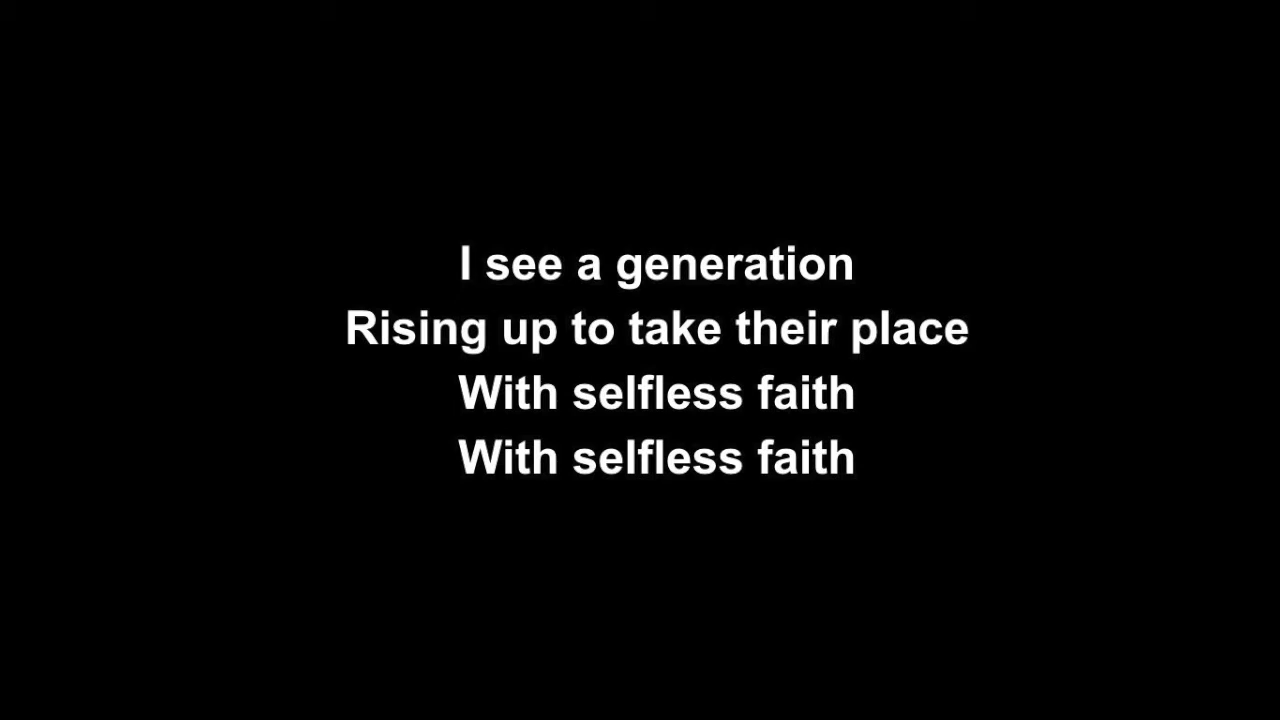 I see a generation
Rising up to take their place
With selfless faith
With selfless faith